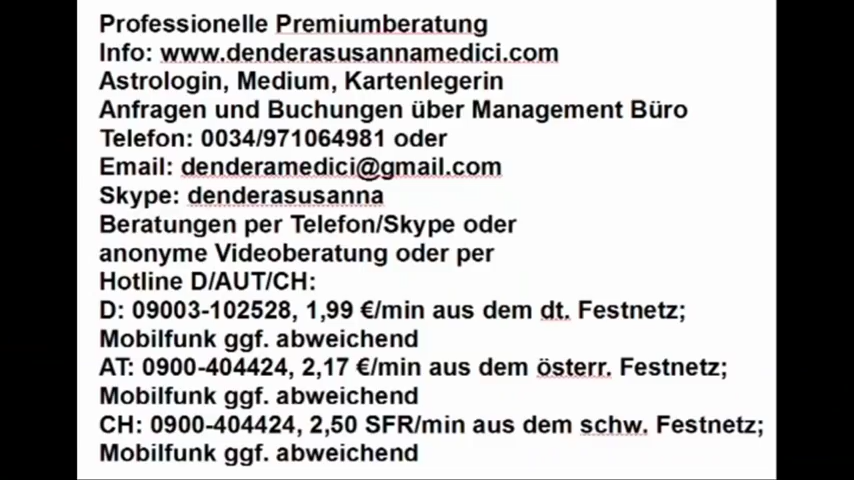 Professionelle Premiumberatung
Info: www.denderasusannamedici.com
Astrologin, Medium, Kartenlegerin
Anfragen und Buchungen über Management Büro
Telefon: 0034/971064981 oder
Email: denderamedici@gmail.com
Skype: denderasusanna
Beratungen per Telefon/Skype oder
anonyme Videoberatung oder per
Hotline D/AUT/CH:
D: 09003-102528, 1,99 €/min aus dem dt. Festnetz;
Mobilfunk ggf. abweichend
AT: 0900-404424, 2,17 €/min aus dem österr. Festnetz;
Mobilfunk ggf. abweichend
CH: 0900-404424, 2,50 SFR/min aus dem schw. Festnetz;
Mobilfunk ggf. abweichend